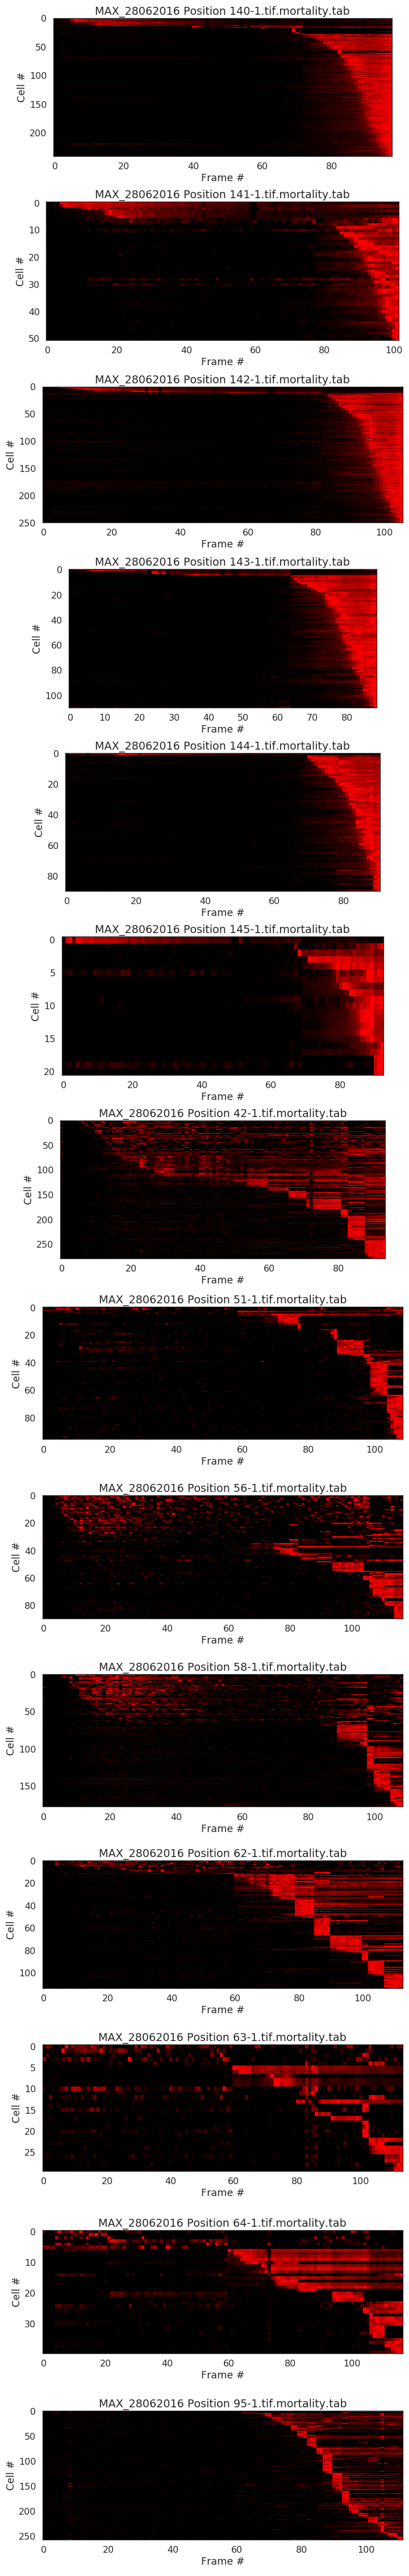 MAX_28062016 Position 140-1.tif.mortality.tab
0
50
100
150
200
Cell #
0 20 40 60 80
Frame #
MAX_28062016 Position 141-1.tif.mortality.tab
0
10
20
30
40
50
Cell #
0 20 40 60 80 100
Frame #
MAX_28062016 Position 142-1.tif.mortality.tab
0
50
100
150
200
250
Cell #
0 20 40 60 80 100
Frame #
MAX_28062016 Position 143-1.tif.mortality.tab
0
20
40
60
80
100
Cell #
0 10 20 30 40 50 60 70 80
Frame #
MAX_28062016 Position 144-1.tif.mortality.tab
0
20
40
60
80
Cell #
0 20 40 60 80
Frame #
MAX_28062016 Position 145-1.tif.mortality.tab
0
5
10
15
20
Cell #
0 20 40 60 80
Frame #
MAX_28062016 Position 42-1.tif.mortality.tab
0
50
100
150
200
250
Cell #
0 20 40 60 80
Frame #
MAX_28062016 Position 51-1.tif.mortality.tab
0
20
40
60
80
Cell #
0 20 40 60 80 100
Frame #
MAX_28062016 Position 56-1.tif.mortality.tab
0
20
40
60
80
Cell #
0 20 40 60 80 100
Frame #
MAX_28062016 Position 58-1.tif.mortality.tab
0
50
100
150
Cell #
0 20 40 60 80 100
Frame #
MAX_28062016 Position 62-1.tif.mortality.tab
0
20
40
60
80
100
Cell #
0 20 40 60 80 100
Frame #
MAX_28062016 Position 63-1.tif.mortality.tab
0
5
10
15
20
25
Cell #
0 20 40 60 80 100
Frame #
MAX_28062016 Position 64-1.tif.mortality.tab
0
10
20
30
Cell #
0 20 40 60 80 100
Frame #
MAX_28062016 Position 95-1.tif.mortality.tab
0
50
100
150
200
250
Cell #
0 20 40 60 80 100
Frame #